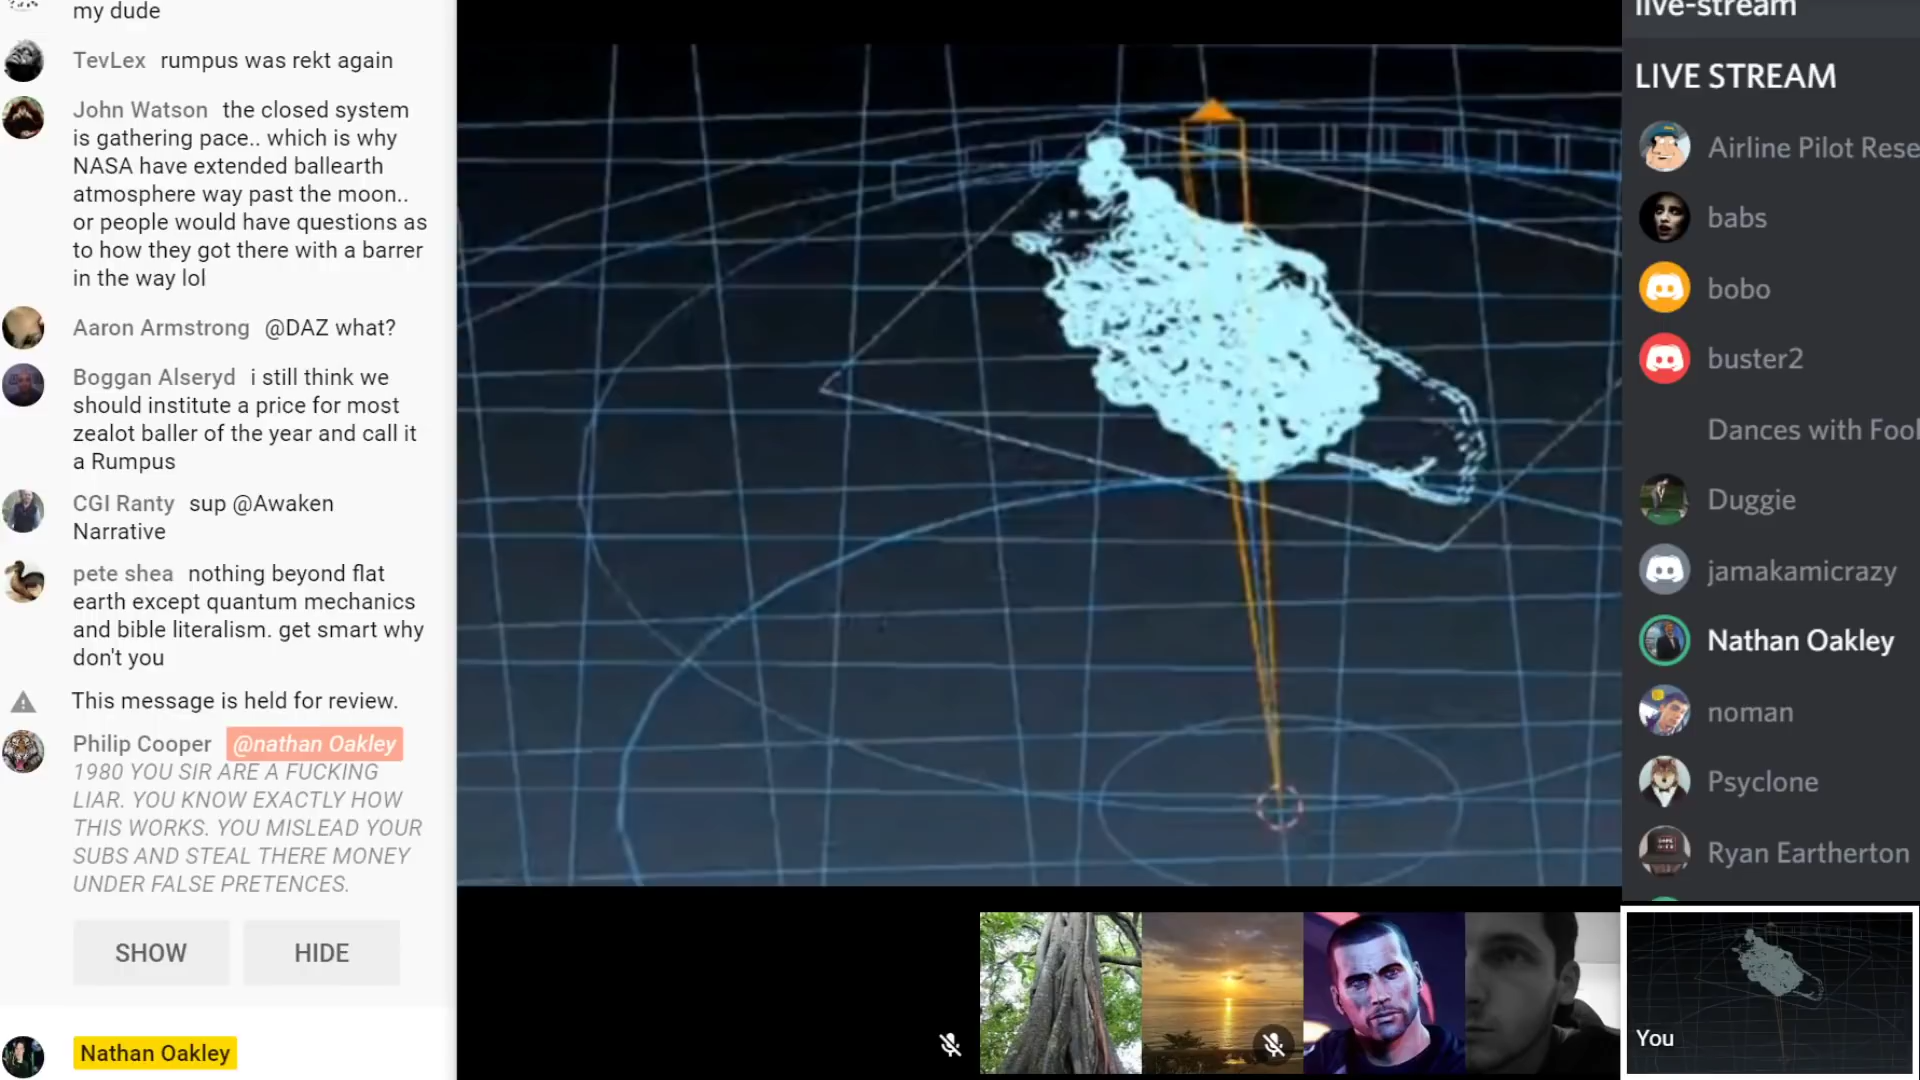 my dude
TevLex rumpus was rekt again
John Watson the closed system
is gathering pace.. which is why
NASA have extended ballearth
atmosphere way past the moon..
or people would have questions as
to how they got there with a barrer
in the way lol
Aaron Armstrong @DAZ what?
Boggan Alseryd i still think we
should institute a price for most
zealot baller of the year and call it
a Rumpus
CGI Ranty sup @Awaken
Narrative
pete shea nothing beyond flat
earth except quantum mechanics
and bible literalism. get smart why
don't you
This message is held for review.
Philip Cooper @nathan Oakley
1980 YOU SIR ARE A FUCKING
LIAR. YOU KNOW EXACTLY HOW
THIS WORKS. YOU MISLEAD YOUR
SUBS AND STEAL THERE MONEY
UNDER FALSE PRETENCES.
SHOW HIDE
Nathan Oakley
live-stream
LIVE STREAM
Airline Pilot Rese
babs
bobo
buster2
Dances with Fool
Duggie
jamakamicrazy
Nathan Oakley
noman
Psyclone
Ryan Eartherton
You